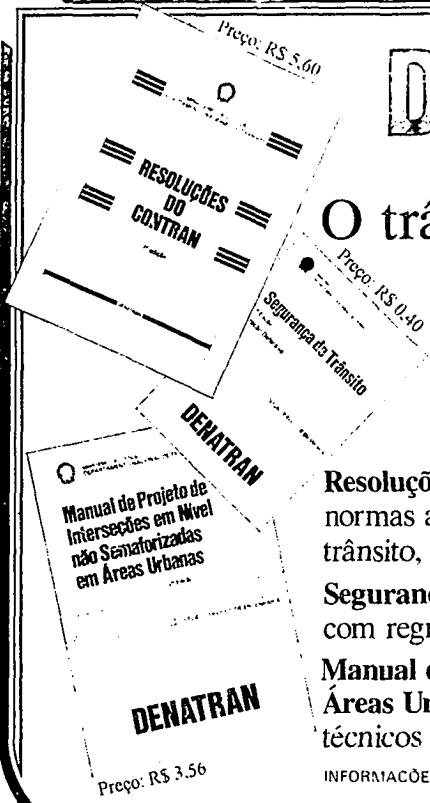 Preço: R$ 5.60
RESOLUÇÕES
DO
CONTRAN
D
O trâ
Preço: R$ 0.40
Segurança do Trânsito
DENATRAN
Manual de Projeto de
Interseções em Nível
não Semaforizadas
em Áreas Urbanas
DENATRAN
Preço: R$ 3.56
Resoluçõ
normas a
trânsito,
Seguran
com regr
Manual d
Áreas Ur
técnicos
INFORMAÇÕE